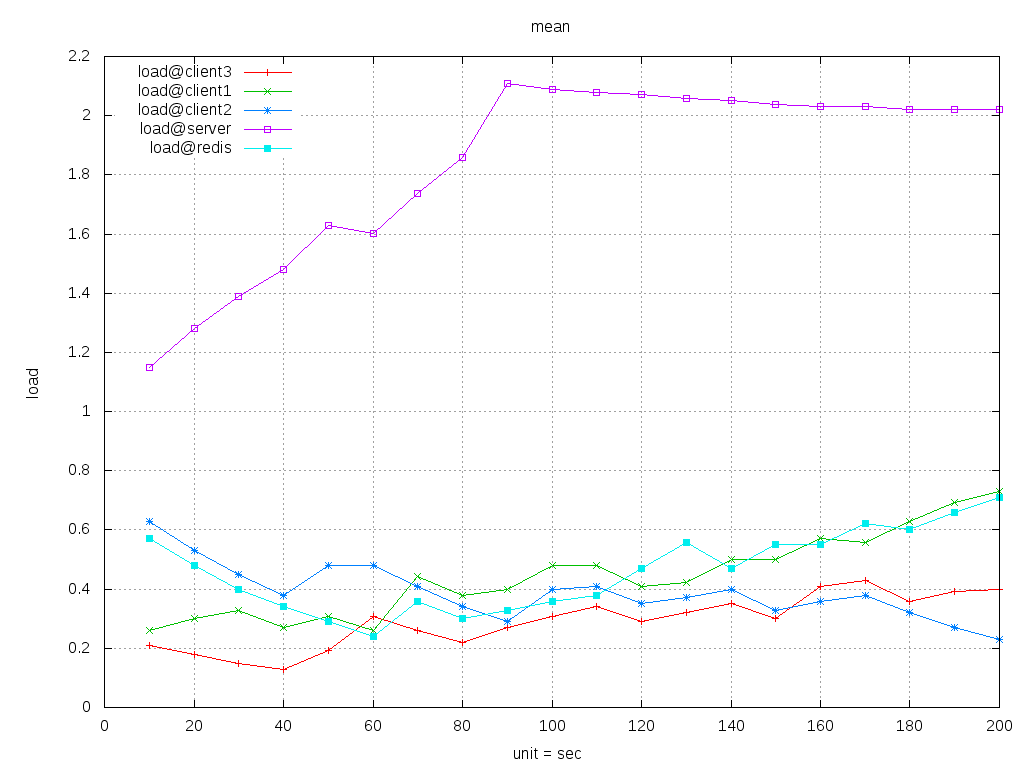 mean
2.2
2
1.8
1.6
1.4
1.2
1
0.8
0.6
0.4
0.2
0
load@client3
load@client1
load@client2
load@server
load@redis
load
0 20 40 60 80 100 120 140 160 180 200
unit = sec